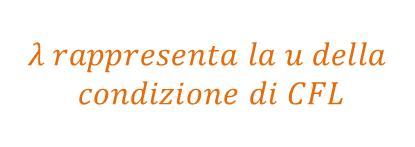 λ rappresenta la u della
condizione di CFL